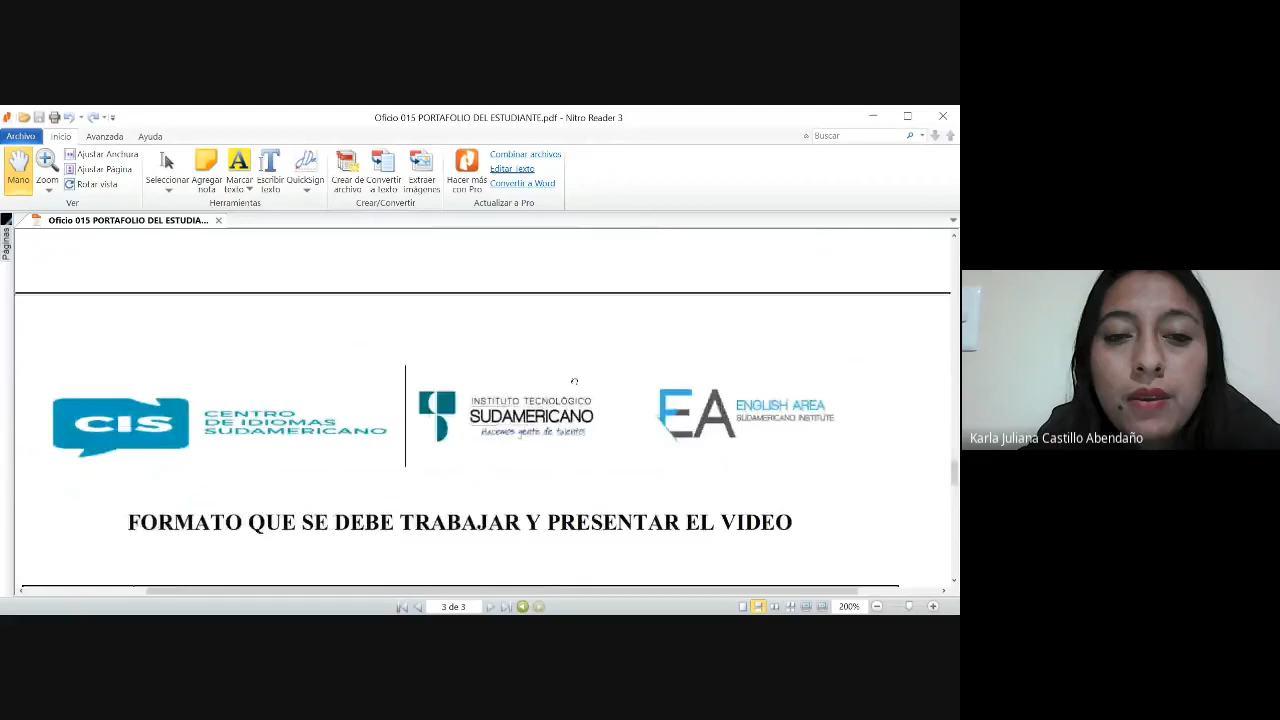 Oficio 015 PORTAFOLIO DEL ESTUDIANTE.pdf - Nitro Reader 3
Archivo Inicio Avanzada Ayuda
Buscar
Mano
Zoom
Ajustar Anchura
Ajustar Página
Rotar vista
Ver
Seleccionar
Agregar nota
Marcar texto
Escribir texto
QuickSign
Herramientas
Crear de archivo
Convertir a texto
Extraer imágenes
Crear/Convertir
Hacer más con Pro
Combinar archivos
Editar Texto
Convertir a Word
Actualizar a Pro
Oficio 015 PORTAFOLIO DEL ESTUDIA...
Páginas
CIS
CENTRO
DE IDIOMAS
SUDAMERICANO
INSTITUTO TECNOLÓGICO
SUDAMERICANO
Hacemos gente de talento!
EA
ENGLISH AREA
SUDAMERICANO INSTITUTE
FORMATO QUE SE DEBE TRABAJAR Y PRESENTAR EL VIDEO
3 de 3
200%
Karla Juliana Castillo Abendaño